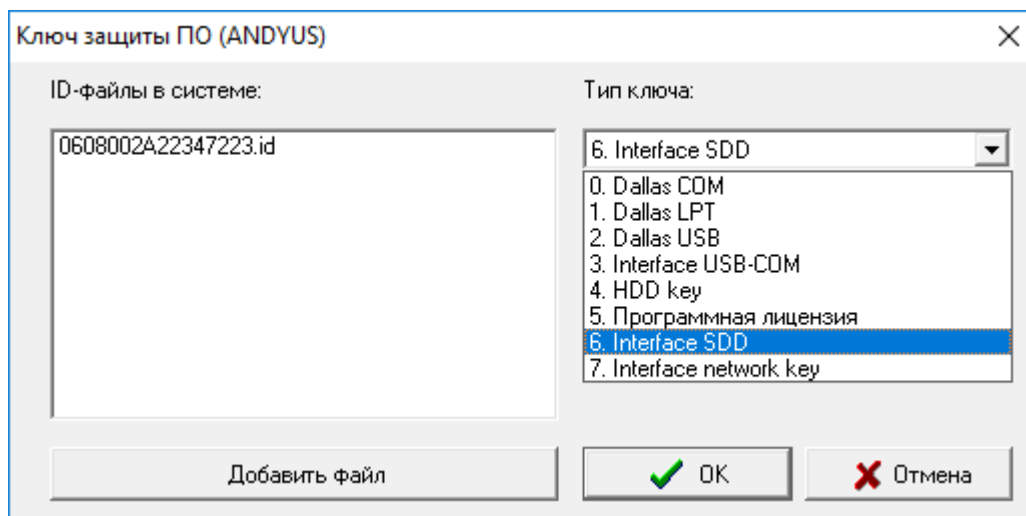 Ключ защиты ПО (ANDYUS)
ID-файлы в системе:
0608002A22347223.id
Добавить файл
Тип ключа:
6. Interface SDD
0. Dallas COM
1. Dallas LPT
2. Dallas USB
3. Interface USB-COM
4. HDD key
5. Программная лицензия
6. Interface SDD
7. Interface network key
OK
Отмена